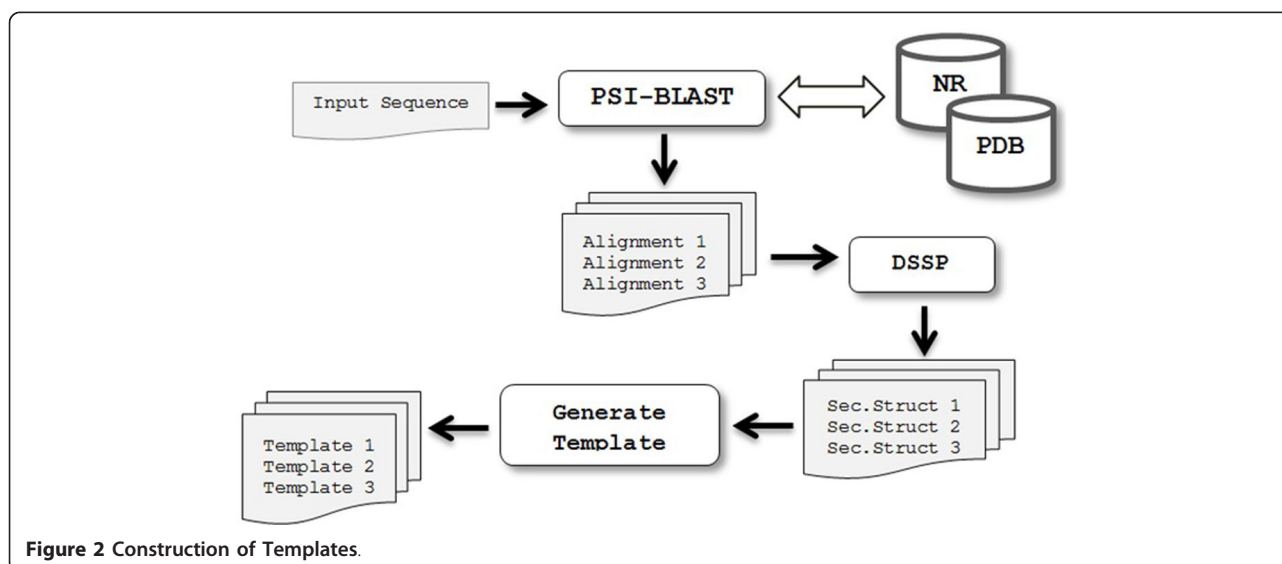 Input Sequence
PSI-BLAST
NR
PDB
Alignment 1
Alignment 2
Alignment 3
DSSP
Sec.Struct 1
Sec.Struct 2
Sec.Struct 3
Generate
Template
Template 1
Template 2
Template 3
Figure 2 Construction of Templates.